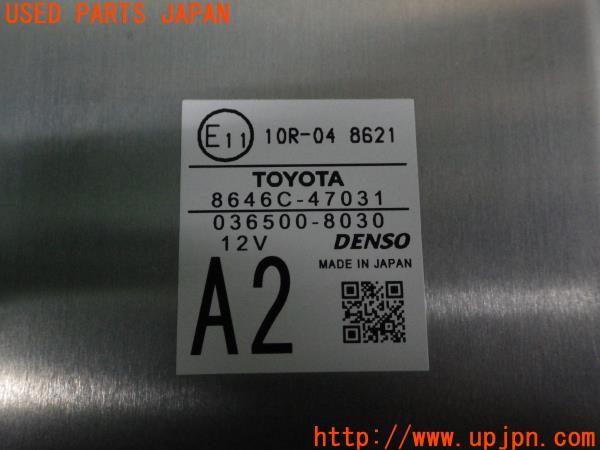 USED PARTS JAPAN
E11 10R-04 8621
TOYOTA
8646C-47031
036500-8030
12V DENSO
MADE IN JAPAN
A2
UPJ
http://www.upjpn.com